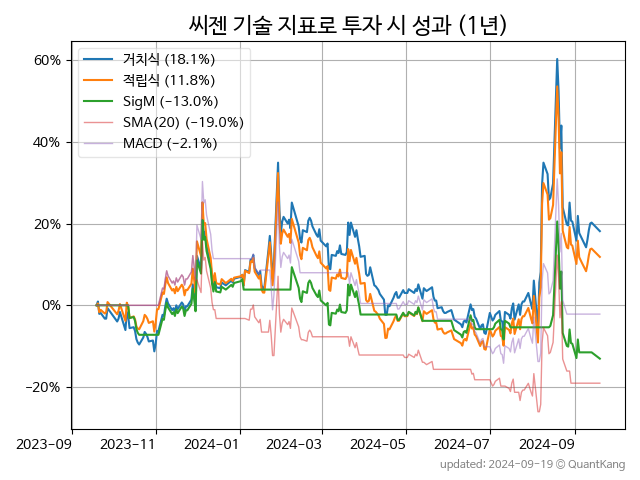 씨젠 기술 지표로 투자 시 성과 (1년)
거치식 (18.1%)
적립식 (11.8%)
SigM (−13.0%)
SMA(20) (−19.0%)
MACD (−2.1%)
60%
40%
20%
0%
−20%
2023-09 2023-11 2024-01 2024-03 2024-05 2024-07 2024-09
updated: 2024-09-19 © QuantKang